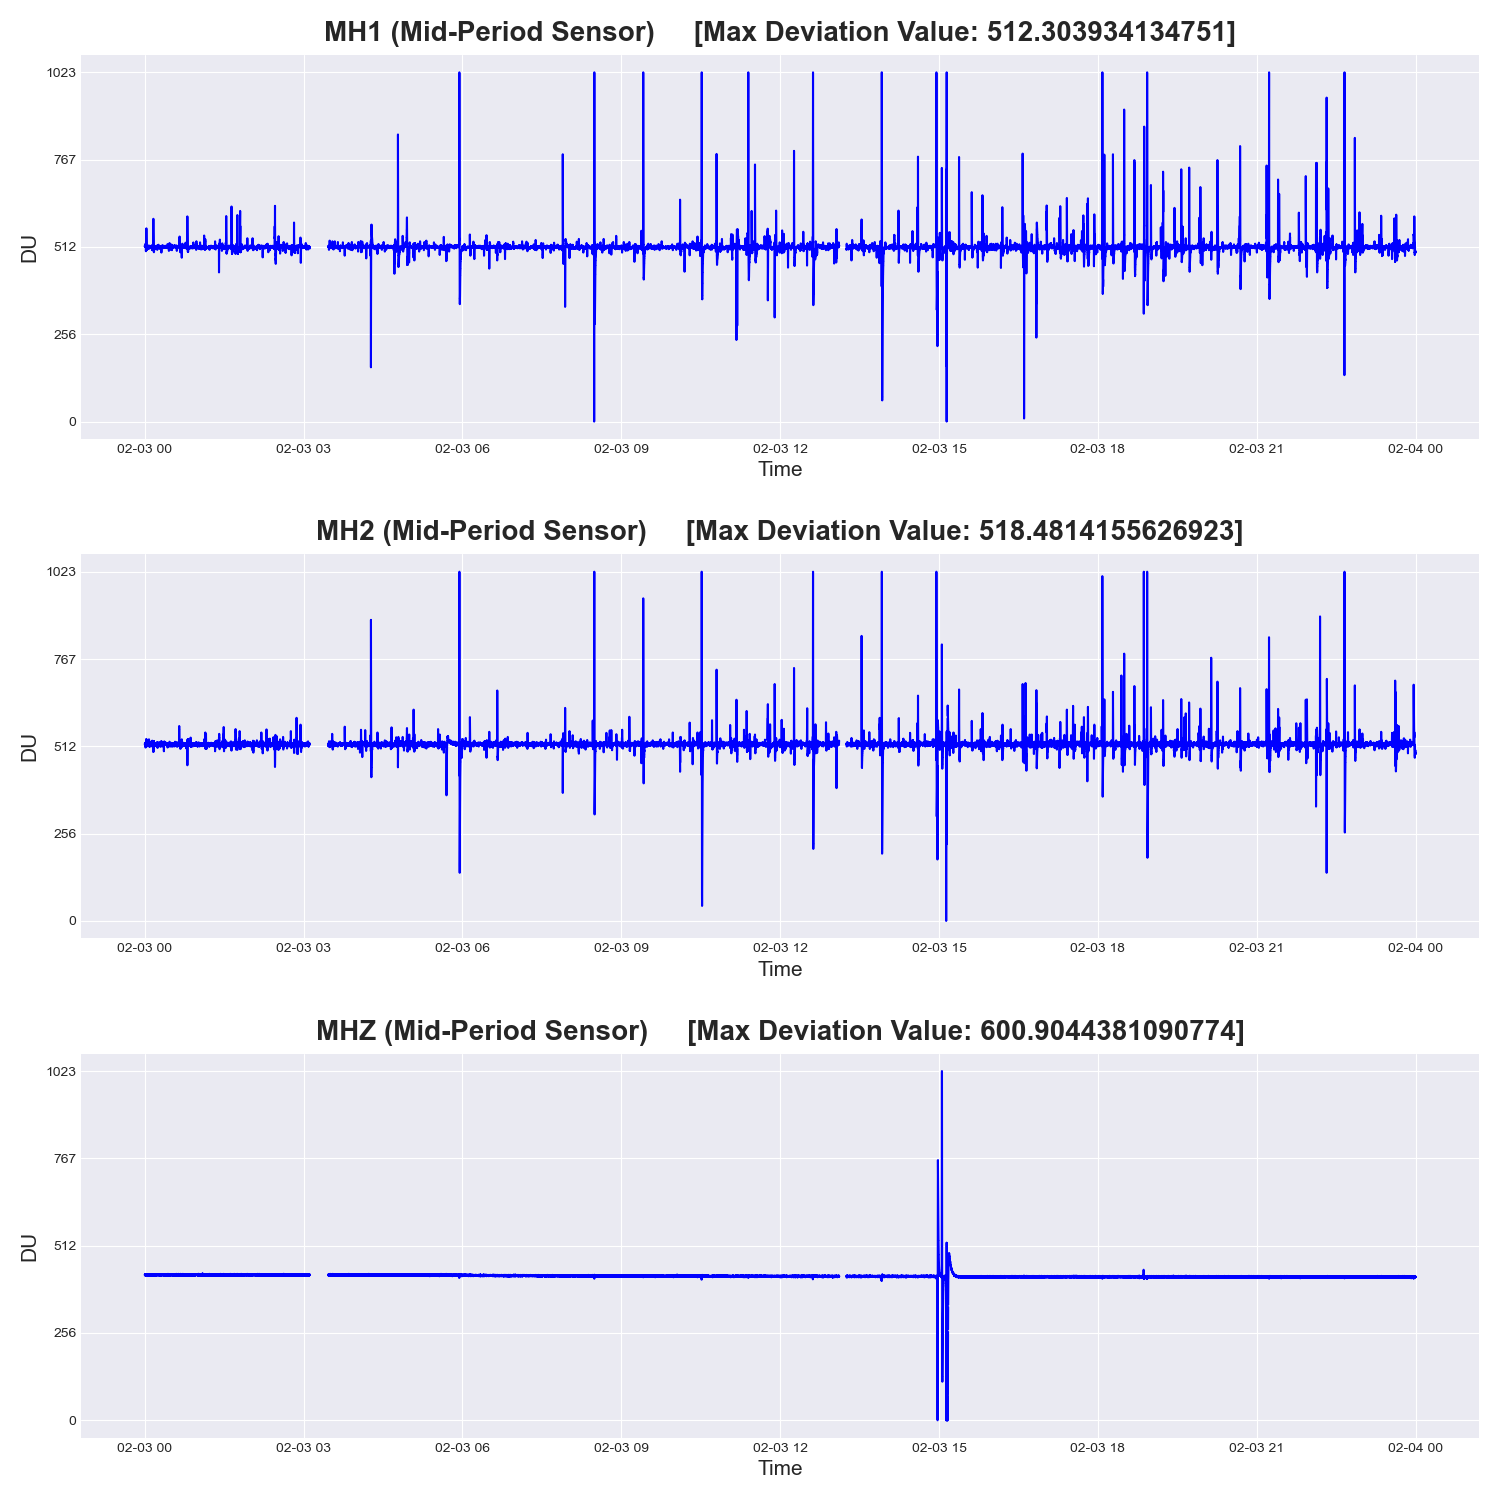 MH1 (Mid-Period Sensor)     [Max Deviation Value: 512.303934134751]
1023
767
512
256
0
DU
02-03 00 02-03 03 02-03 06 02-03 09 02-03 12 02-03 15 02-03 18 02-03 21 02-04 00
Time
MH2 (Mid-Period Sensor)     [Max Deviation Value: 518.4814155626923]
1023
767
512
256
0
DU
02-03 00 02-03 03 02-03 06 02-03 09 02-03 12 02-03 15 02-03 18 02-03 21 02-04 00
Time
MHZ (Mid-Period Sensor)     [Max Deviation Value: 600.9044381090774]
1023
767
512
256
0
DU
02-03 00 02-03 03 02-03 06 02-03 09 02-03 12 02-03 15 02-03 18 02-03 21 02-04 00
Time